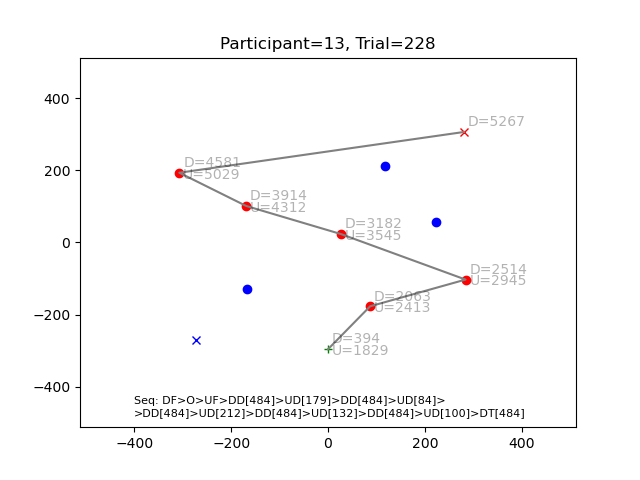 Participant=13, Trial=228
400
200
0
−200
−400
−400
−200
0
200
400
D=5267
D=4581
U=5029
D=3914
U=4312
D=3182
U=3545
D=2514
U=2945
D=2063
U=2413
D=394
U=1829
Seq: DF>O>UF>DD[484]>UD[179]>DD[484]>UD[84]>
>DD[484]>UD[212]>DD[484]>UD[132]>DD[484]>UD[100]>DT[484]